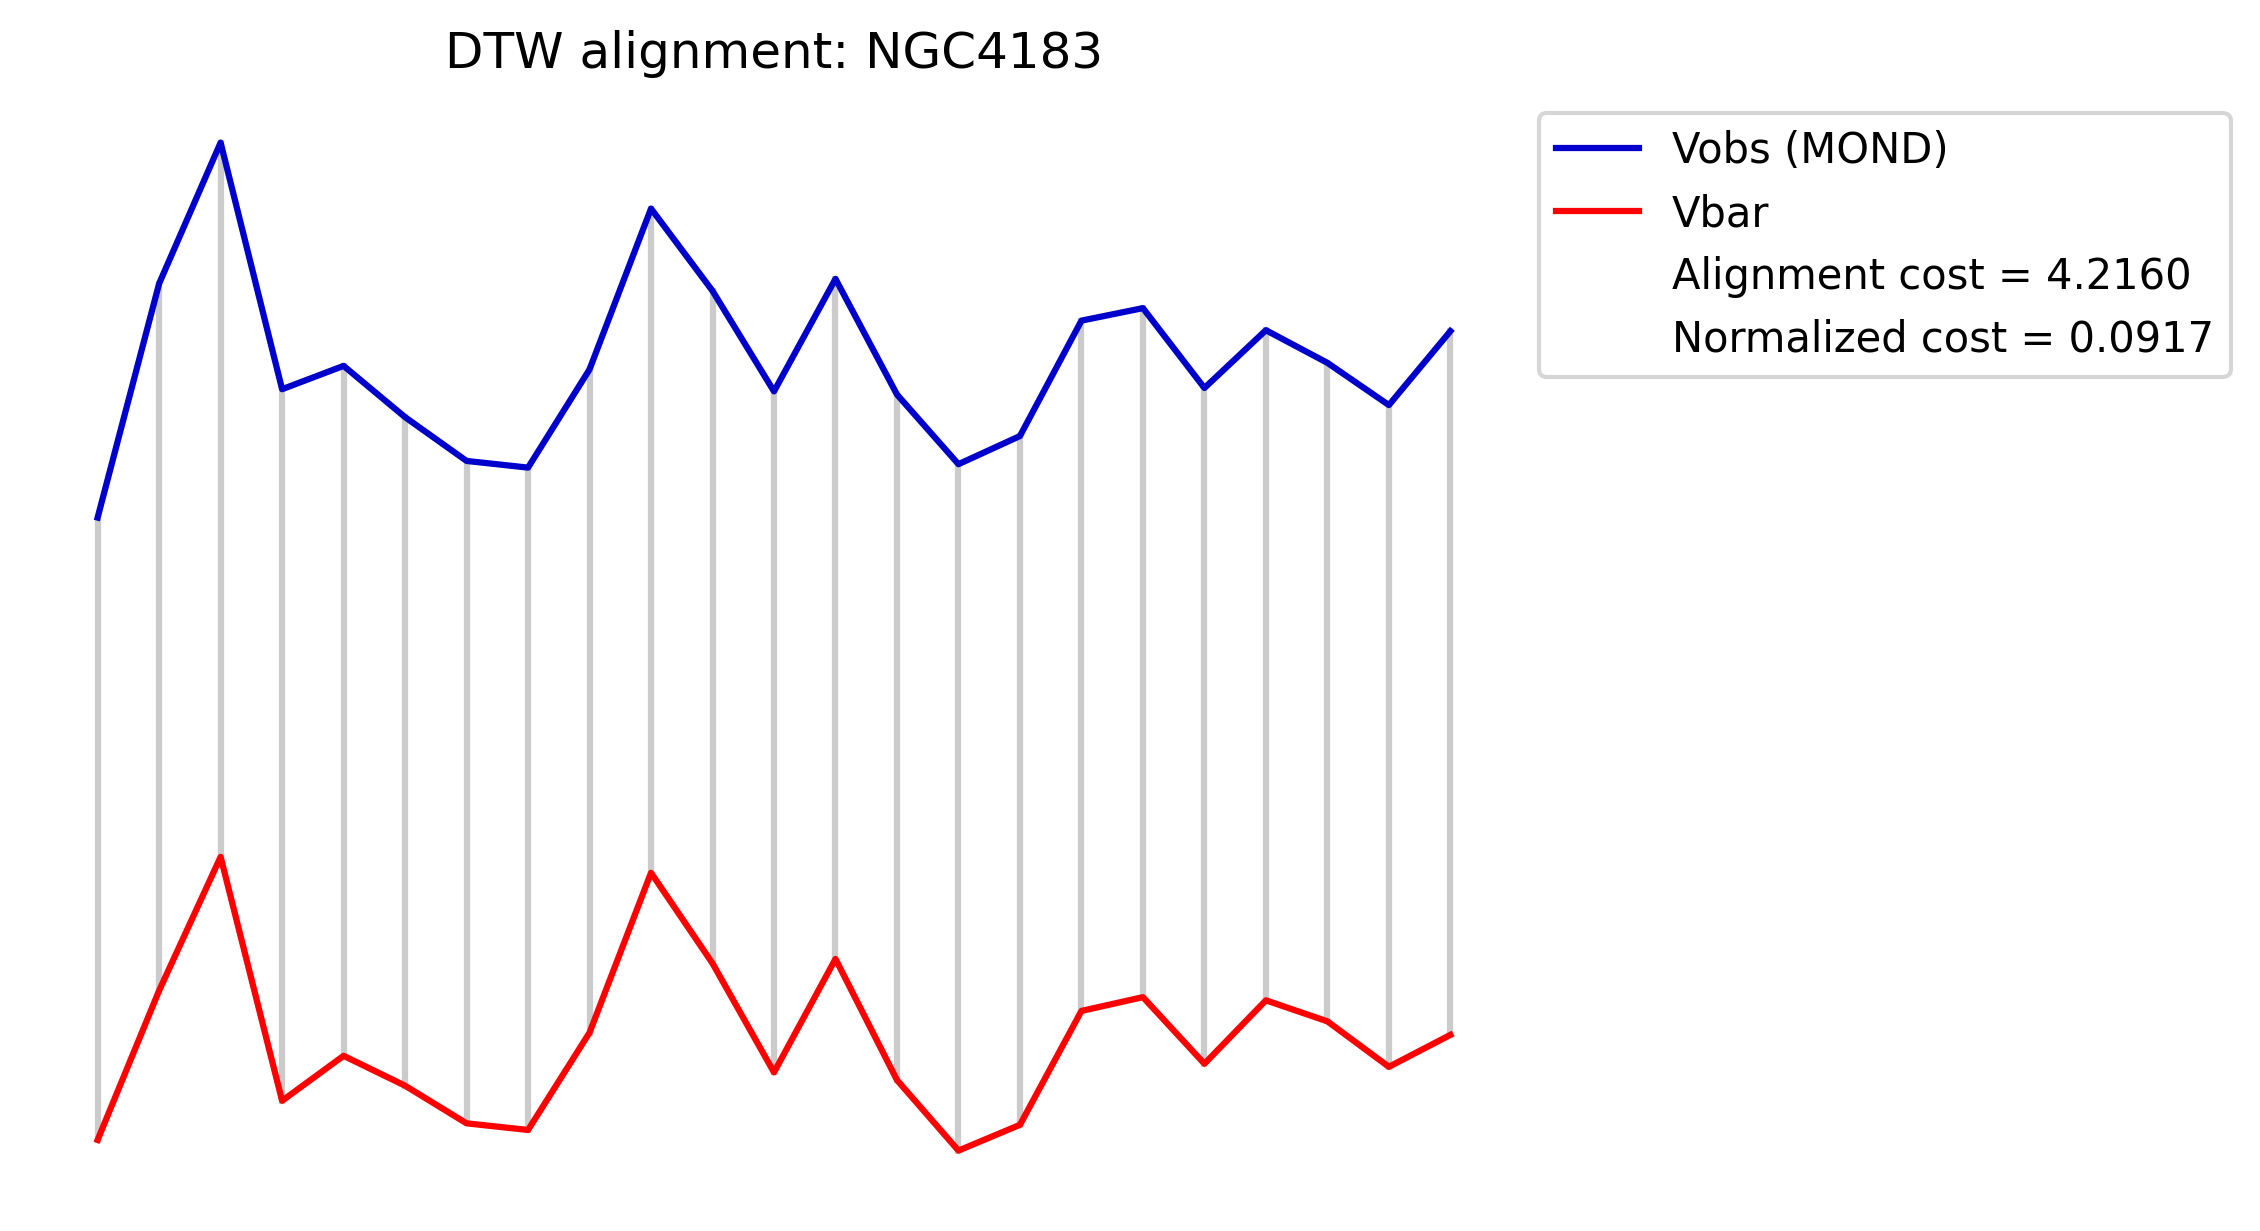 DTW alignment: NGC4183
Vobs (MOND)
Vbar
Alignment cost = 4.2160
Normalized cost = 0.0917